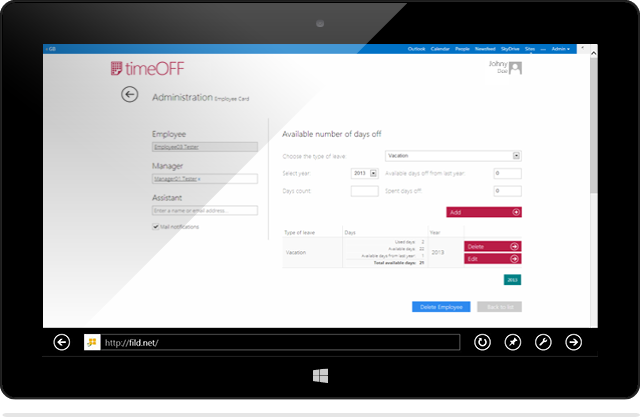 Outlook Calendar People Newsfeed SkyDrive Sites ... Admin
timeOFF
Johny
Doe
Administration Employee Card
Employee
Employee03 Tester
Manager
Manager01 Tester x
Assistant
Enter a name or email address...
Mail notifications
Available number of days off
Choose the type of leave: Vacation
Select year: 2013 Available days off from last year: 0
Days count: Spent days off: 0
Add
Type of leave Days Year
Vacation
Used days: 2
Available days: 22
Available days from last year: 7
Total available days:
2013
Delete
Edit
2013
Delete Employee Back to list
http://fild.net/